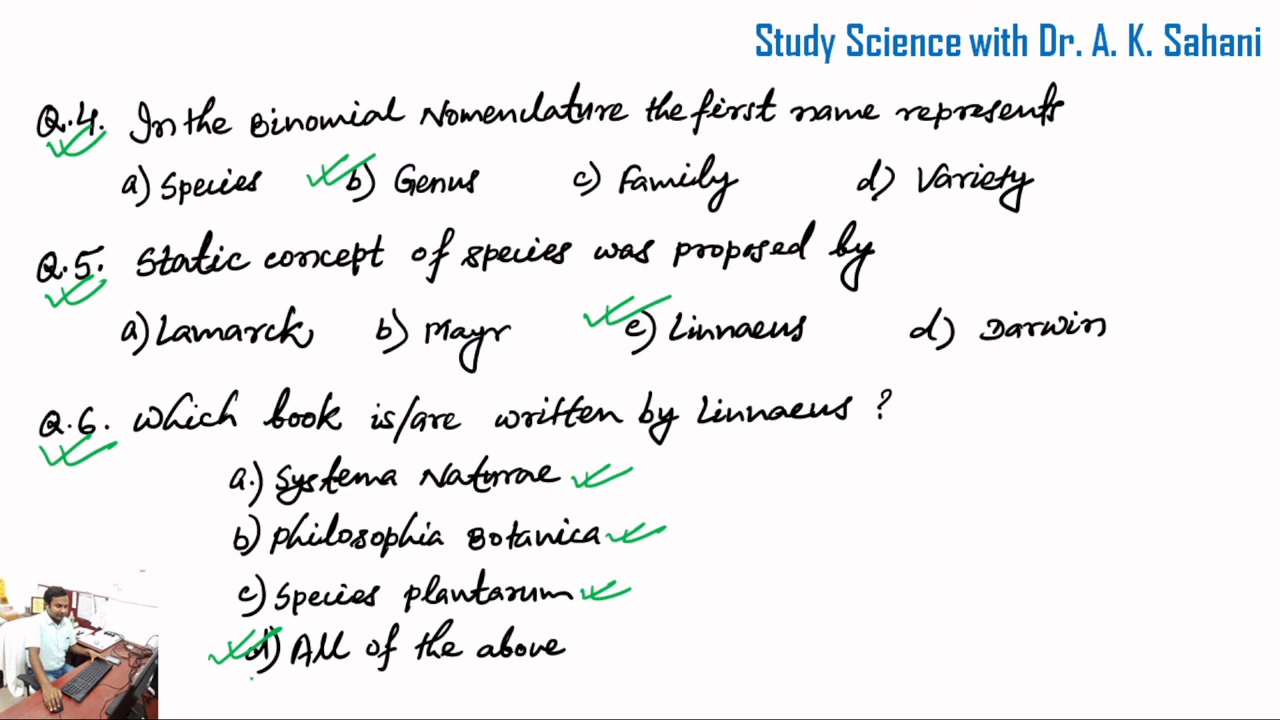 Study Science with Dr. A. K. Sahani
Q.4. In the Binomial Nomenclature the first name represents
a) Species b) Genus c) Family d) Variety
Q.5. Static concept of species was proposed by
a) Lamarck b) Mayr c) Linnaeus d) Darwin
Q.6. Which book is/are written by Linnaeus ?
a.) Systema Naturae
b) Philosophia Botanica
c) Species plantarum
d) All of the above